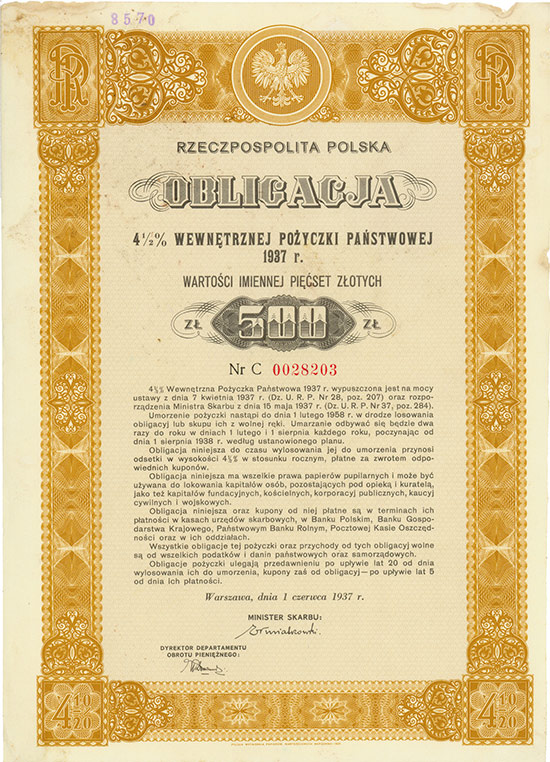 8570
RP RP
RZECZPOSPOLITA POLSKA
OBLIGACJA
4½% WEWNĘTRZNEJ POŻYCZKI PAŃSTWOWEJ
1937 r.
WARTOŚCI IMIENNEJ PIĘĆSET ZŁOTYCH
ZŁ 500 ZŁ
Nr C 0028203
4½% Wewnętrzna Pożyczka Państwowa 1937 r. wypuszczona jest na mocy
ustawy z dnia 7 kwietnia 1937 r. (Dz. U. R. P. Nr 28, poz. 207) oraz rozpo-
rządzenia Ministra Skarbu z dnia 15 maja 1937 r. (Dz. U. R. P. Nr 37, poz. 284).
Umorzenie pożyczki nastąpi do dnia 1 lutego 1958 r. w drodze losowania
obligacyj lub skupu ich z wolnej ręki. Umarzanie odbywać się będzie dwa
razy do roku w dniach 1 lutego i 1 sierpnia każdego roku, poczynając od
dnia 1 sierpnia 1938 r. według ustanowionego planu.
Obligacja niniejsza do czasu wylosowania jej do umorzenia przynosi
odsetki w wysokości 4½% w stosunku rocznym, płatne za zwrotem odpo-
wiednich kuponów.
Obligacja niniejsza ma wszelkie prawa papierów pupilarnych i może być
używana do lokowania kapitałów osób, pozostających pod opieką i kuratelą,
jako też kapitałów fundacyjnych, kościelnych, korporacyj publicznych, kaucyj
cywilnych i wojskowych.
Obligacja niniejsza oraz kupony od niej płatne są w terminach ich
płatności w kasach urzędów skarbowych, w Banku Polskim, Banku Gospo-
darstwa Krajowego, Państwowym Banku Rolnym, Pocztowej Kasie Oszczęd-
ności oraz w ich oddziałach.
Wszystkie obligacje tej pożyczki oraz przychody od tych obligacyj wolne
są od wszelkich podatków i danin państwowych oraz samorządowych.
Obligacje pożyczki ulegają przedawnieniu po upływie lat 20 od dnia
wylosowania ich do umorzenia, kupony zaś od obligacyj—po upływie lat 5
od dnia ich płatności.
Warszawa, dnia 1 czerwca 1937 r.
MINISTER SKARBU:
DYREKTOR DEPARTAMENTU
OBROTU PIENIĘŻNEGO:
4 10/20 4 10/20